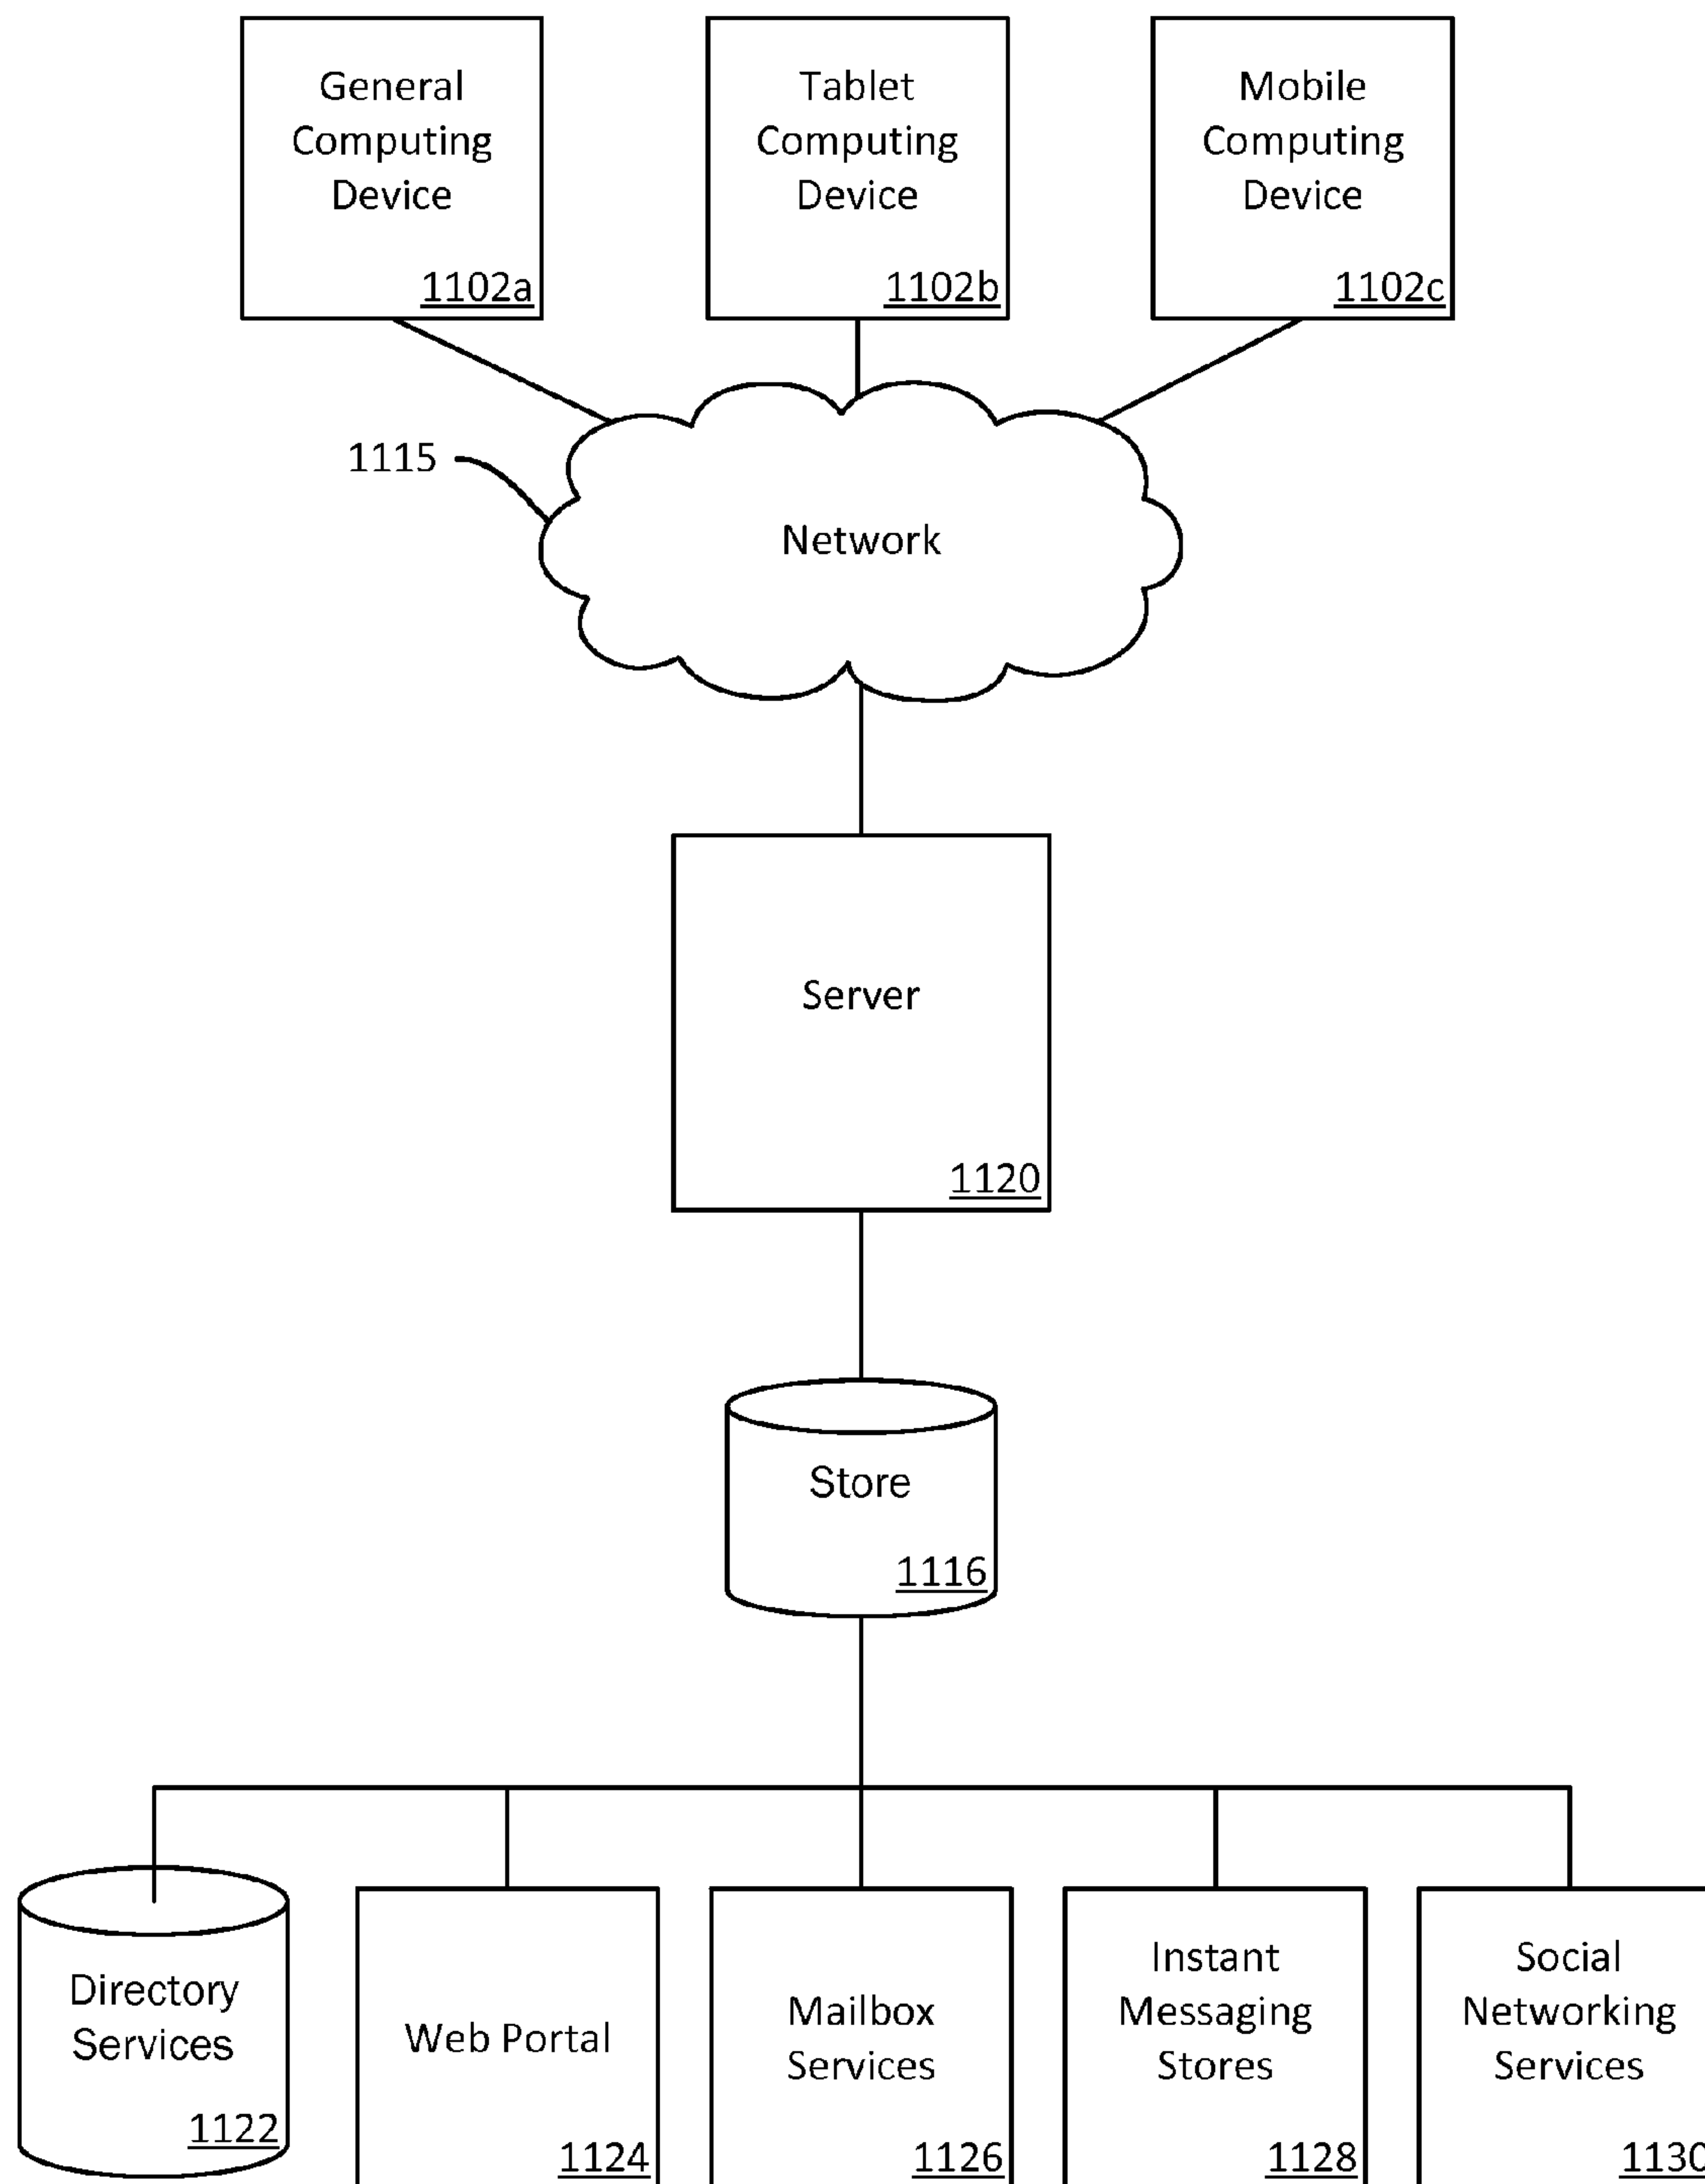 General
Computing
Device
1102a
Tablet
Computing
Device
1102b
Mobile
Computing
Device
1102c
1115
Network
Server
1120
Store
1116
Directory
Services
1122
Web Portal
1124
Mailbox
Services
1126
Instant
Messaging
Stores
1128
Social
Networking
Services
1130